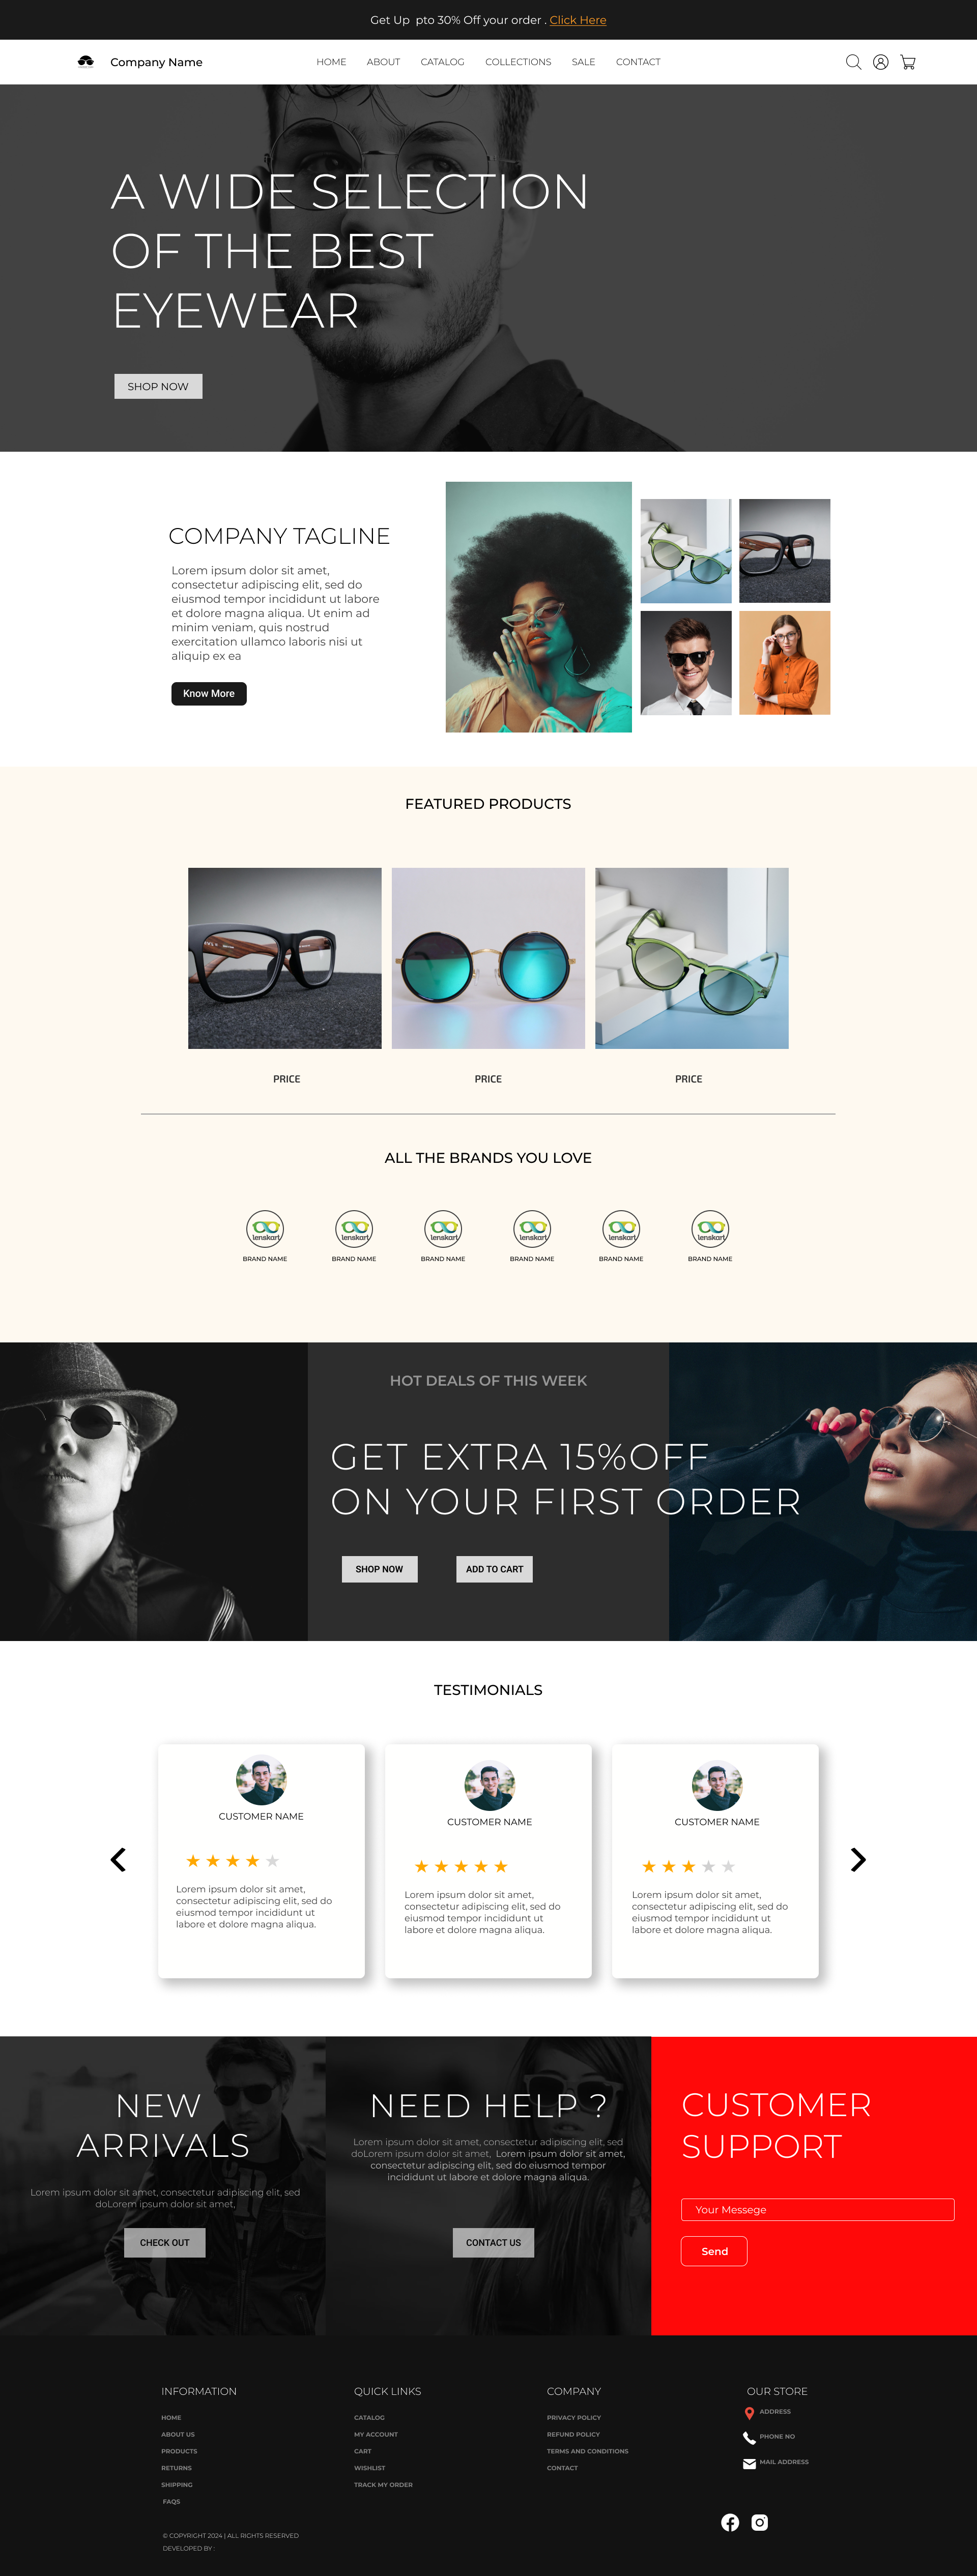 Get Up  pto 30% Off your order . Click Here
Company Name
HOME
ABOUT
CATALOG
COLLECTIONS
SALE
CONTACT
A WIDE SELECTION
OF THE BEST
EYEWEAR
SHOP NOW
COMPANY TAGLINE
Lorem ipsum dolor sit amet,
consectetur adipiscing elit, sed do
eiusmod tempor incididunt ut labore
et dolore magna aliqua. Ut enim ad
minim veniam, quis nostrud
exercitation ullamco laboris nisi ut
aliquip ex ea
Know More
FEATURED PRODUCTS
PRICE
PRICE
PRICE
ALL THE BRANDS YOU LOVE
lenskart
lenskart
lenskart
lenskart
lenskart
lenskart
BRAND NAME
BRAND NAME
BRAND NAME
BRAND NAME
BRAND NAME
BRAND NAME
HOT DEALS OF THIS WEEK
GET EXTRA 15%OFF
ON YOUR FIRST ORDER
SHOP NOW
ADD TO CART
TESTIMONIALS
CUSTOMER NAME
Lorem ipsum dolor sit amet,
consectetur adipiscing elit, sed do
eiusmod tempor incididunt ut
labore et dolore magna aliqua.
CUSTOMER NAME
Lorem ipsum dolor sit amet,
consectetur adipiscing elit, sed do
eiusmod tempor incididunt ut
labore et dolore magna aliqua.
CUSTOMER NAME
Lorem ipsum dolor sit amet,
consectetur adipiscing elit, sed do
eiusmod tempor incididunt ut
labore et dolore magna aliqua.
NEW
ARRIVALS
Lorem ipsum dolor sit amet, consectetur adipiscing elit, sed
doLorem ipsum dolor sit amet,
CHECK OUT
NEED HELP ?
Lorem ipsum dolor sit amet, consectetur adipiscing elit, sed
doLorem ipsum dolor sit amet,  Lorem ipsum dolor sit amet,
consectetur adipiscing elit, sed do eiusmod tempor
incididunt ut labore et dolore magna aliqua.
CONTACT US
CUSTOMER
SUPPORT
Your Messege
Send
INFORMATION
HOME
ABOUT US
PRODUCTS
RETURNS
SHIPPING
FAQS
QUICK LINKS
CATALOG
MY ACCOUNT
CART
WISHLIST
TRACK MY ORDER
COMPANY
PRIVACY POLICY
REFUND POLICY
TERMS AND CONDITIONS
CONTACT
OUR STORE
ADDRESS
PHONE NO
MAIL ADDRESS
© COPYRIGHT 2024 | ALL RIGHTS RESERVED
DEVELOPED BY :